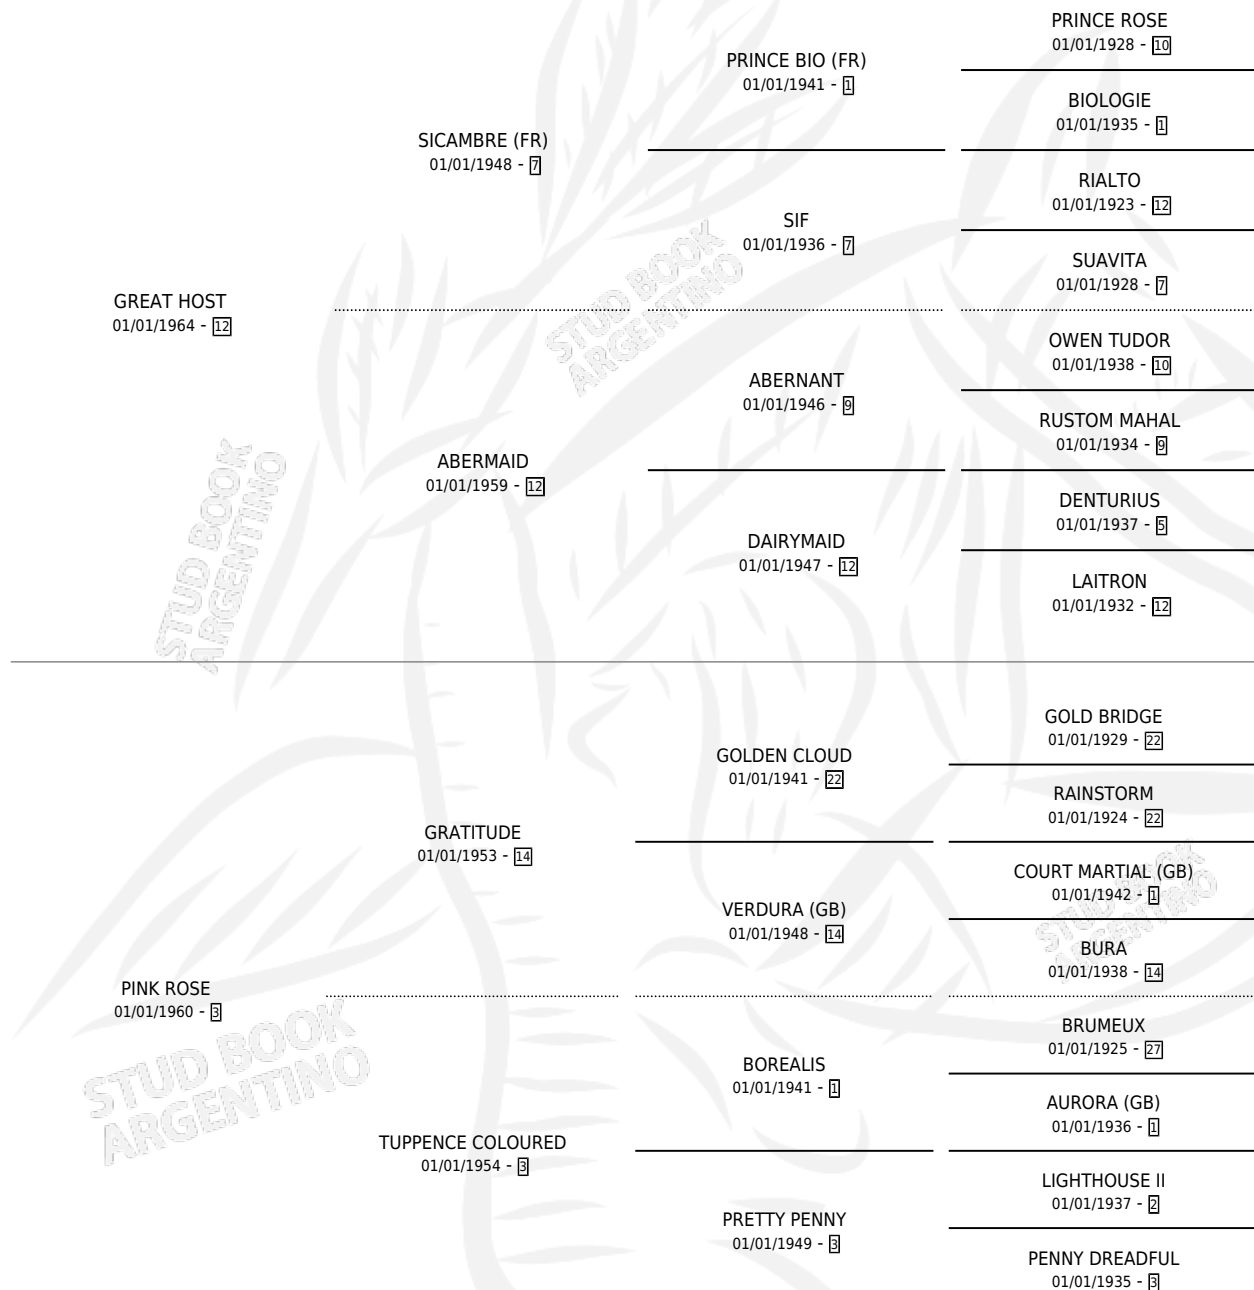 PRINCE ROSE
01/01/1928 - 10
PRINCE BIO (FR)
01/01/1941 - 1
BIOLOGIE
01/01/1935 - 1
SICAMBRE (FR)
01/01/1948 - 7
RIALTO
01/01/1923 - 12
SIF
01/01/1936 - 7
SUAVITA
01/01/1928 - 7
GREAT HOST
01/01/1964 - 12
STUD BOOK
ARGENTINO
OWEN TUDOR
01/01/1938 - 10
ABERNANT
01/01/1946 - 9
RUSTOM MAHAL
01/01/1934 - 9
ABERMAID
01/01/1959 - 12
DENTURIUS
01/01/1937 - 5
DAIRYMAID
01/01/1947 - 12
LAITRON
01/01/1932 - 12
STUD BOOK
ARGENTINO
GOLD BRIDGE
01/01/1929 - 22
GOLDEN CLOUD
01/01/1941 - 22
RAINSTORM
01/01/1924 - 22
GRATITUDE
01/01/1953 - 14
COURT MARTIAL (GB)
01/01/1942 - 1
VERDURA (GB)
01/01/1948 - 14
STUD BOOK
ARGENTINO
BURA
01/01/1938 - 14
PINK ROSE
01/01/1960 - 3
BRUMEUX
01/01/1925 - 27
BOREALIS
01/01/1941 - 1
STUD BOOK
ARGENTINO
AURORA (GB)
01/01/1936 - 1
TUPPENCE COLOURED
01/01/1954 - 3
LIGHTHOUSE II
01/01/1937 - 2
PRETTY PENNY
01/01/1949 - 3
PENNY DREADFUL
01/01/1935 - 3